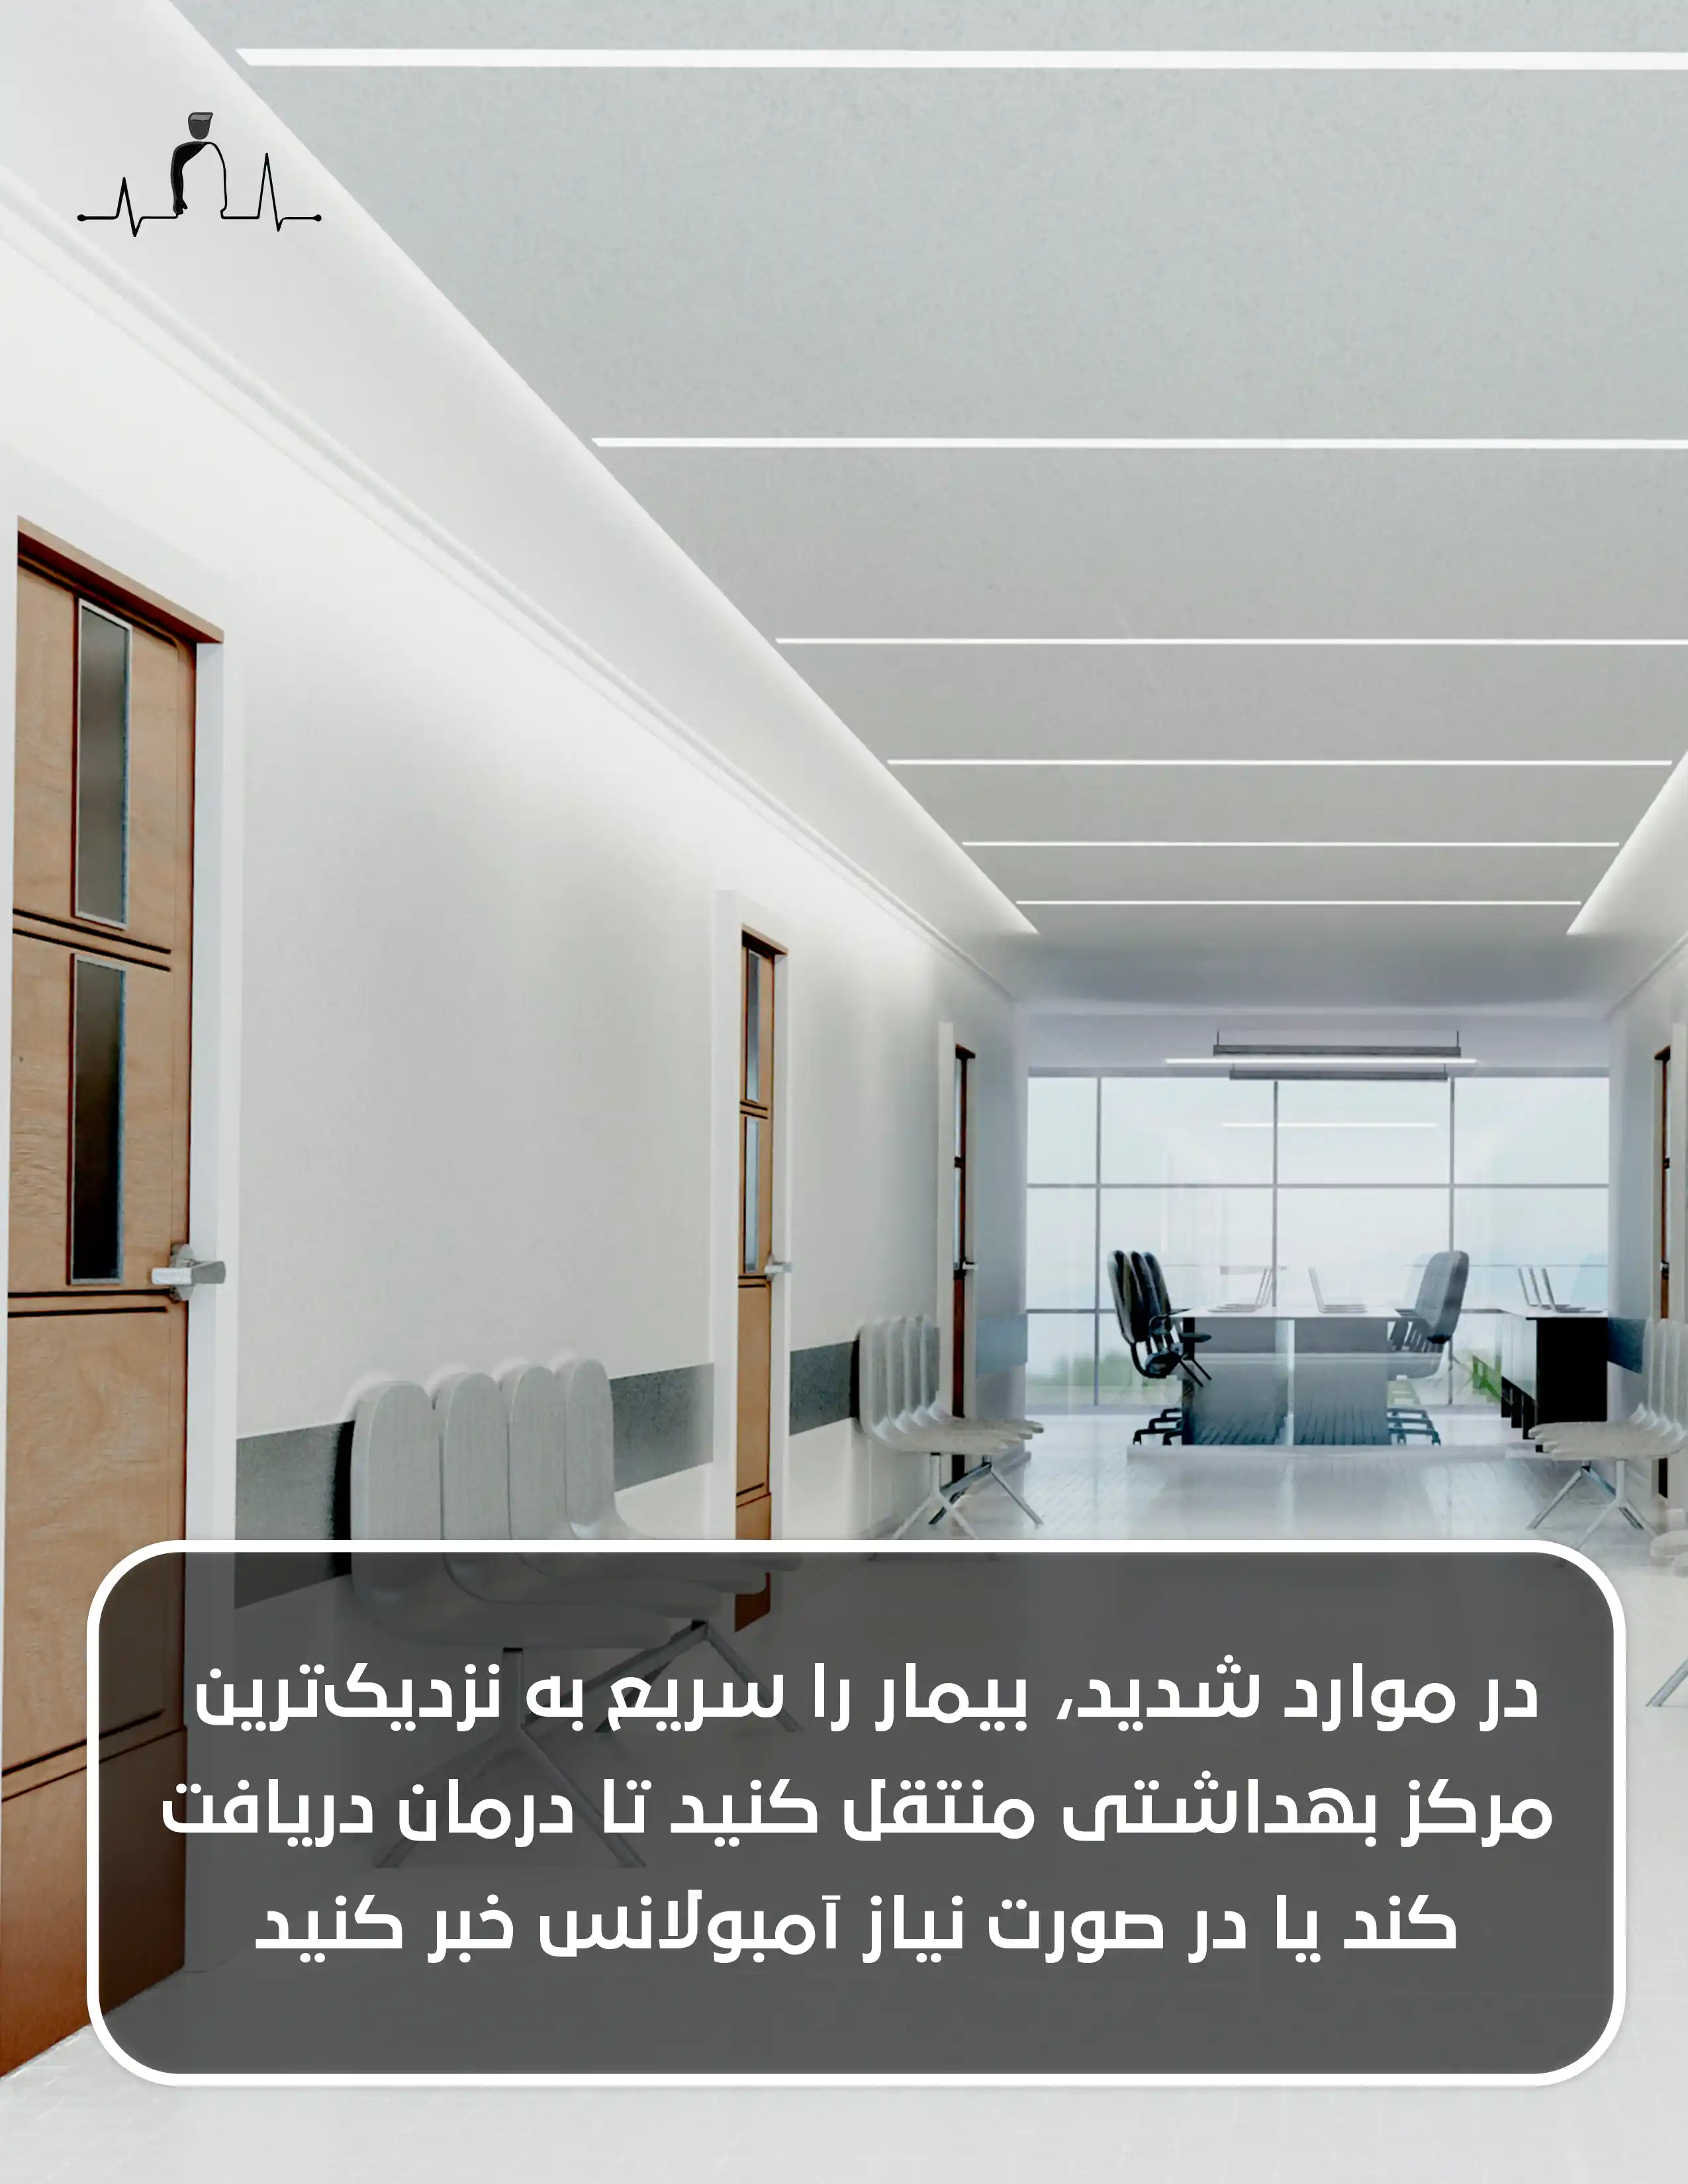 در موارد شدید، بیمار را سریع به نزدیک‌ترین
مرکز بهداشتی منتقل کنید تا درمان دریافت
کند یا در صورت نیاز آمبولانس خبر کنید